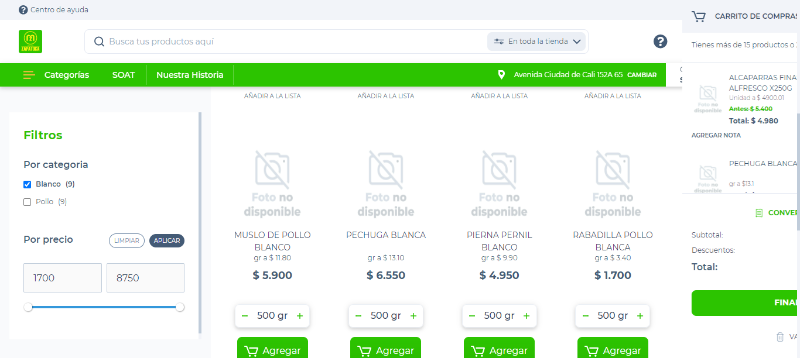 Centro de ayuda
CARRITO DE COMPRAS
Busca tus productos aquí
En toda la tienda
Tienes más de 15 productos o
Categorías
SOAT
Nuestra Historia
Avenida Ciudad de Cali 152A 65 CAMBIAR
AÑADIR A LA LISTA
AÑADIR A LA LISTA
AÑADIR A LA LISTA
AÑADIR A LA LISTA
Filtros
Por categoria
Blanco (9)
Pollo (9)
Por precio
LIMPIAR
APLICAR
1700
8750
Foto no
disponible
MUSLO DE POLLO
BLANCO
gr a $ 11.80
$ 5.900
500 gr
Agregar
Foto no
disponible
PECHUGA BLANCA
gr a $ 13.10
$ 6.550
500 gr
Agregar
Foto no
disponible
PIERNA PERNIL
BLANCO
gr a $ 9.90
$ 4.950
500 gr
Agregar
Foto no
disponible
RABADILLA POLLO
BLANCA
gr a $ 3.40
$ 1.700
500 gr
Agregar
Foto no
disponible
ALCAPARRAS FINA
ALFRESCO X250G
Unidad a $ 4900.01
Antes: $ 5.400
Total: $ 4.980
AGREGAR NOTA
Foto no
PECHUGA BLANCA
gr a $13.1
CONVER
Subtotal:
Descuentos:
Total:
FINAL
VA